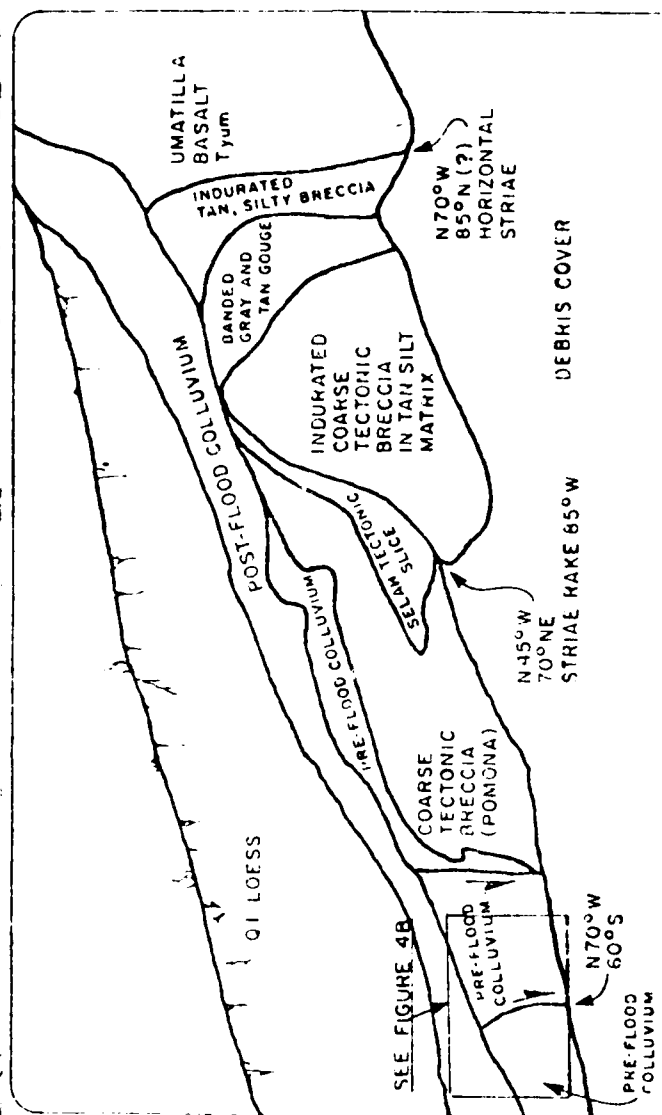 UMATILLA
BASALT
Tyum
INDURATED
TAN, SILTY BRECCIA
BANDED
GRAY AND
TAN GOUGE
N70°W
85°N (?)
HORIZONTAL
STRIAE
POST-FLOOD COLLUVIUM
INDURATED
COARSE
TECTONIC
BRECCIA
IN TAN SILT
MATRIX
DEBRIS COVER
SELAH TECTONIC
SLICE
N45°W
70°NE
STRIAE RAKE 85°W
PRE-FLOOD COLLUVIUM
COARSE
TECTONIC
BRECCIA
(POMONA)
QI LOESS
SEE FIGURE 4B
PRE-FLOOD
COLLUVIUM
N70°W
60°S
PRE-FLOOD
COLLUVIUM